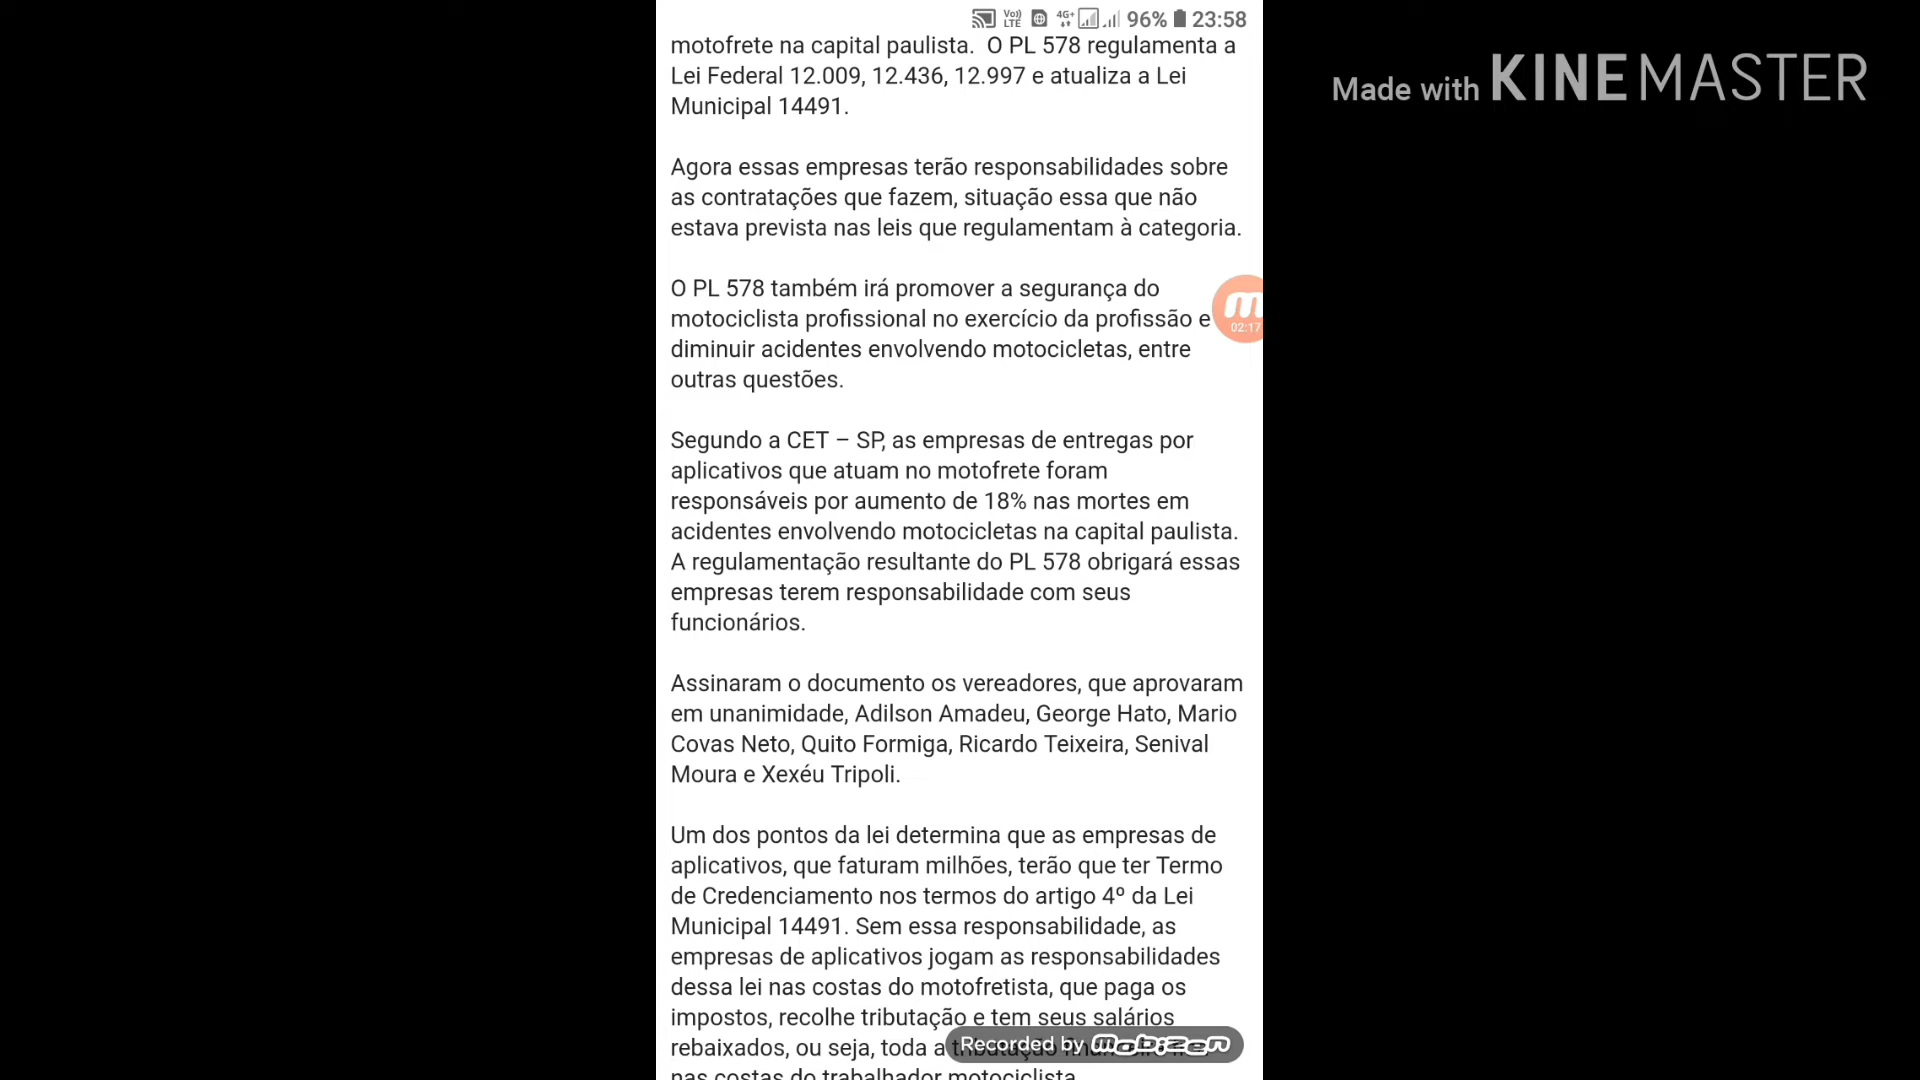 VoLTE 4G+ 96% 23:58
Made with KINEMASTER
motofrete na capital paulista. O PL 578 regulamenta a
Lei Federal 12.009, 12.436, 12.997 e atualiza a Lei
Municipal 14491.
Agora essas empresas terão responsabilidades sobre
as contratações que fazem, situação essa que não
estava prevista nas leis que regulamentam à categoria.
O PL 578 também irá promover a segurança do
motociclista profissional no exercício da profissão e
diminuir acidentes envolvendo motocicletas, entre
outras questões.
02:17
Segundo a CET – SP, as empresas de entregas por
aplicativos que atuam no motofrete foram
responsáveis por aumento de 18% nas mortes em
acidentes envolvendo motocicletas na capital paulista.
A regulamentação resultante do PL 578 obrigará essas
empresas terem responsabilidade com seus
funcionários.
Assinaram o documento os vereadores, que aprovaram
em unanimidade, Adilson Amadeu, George Hato, Mario
Covas Neto, Quito Formiga, Ricardo Teixeira, Senival
Moura e Xexéu Tripoli.
Um dos pontos da lei determina que as empresas de
aplicativos, que faturam milhões, terão que ter Termo
de Credenciamento nos termos do artigo 4º da Lei
Municipal 14491. Sem essa responsabilidade, as
empresas de aplicativos jogam as responsabilidades
dessa lei nas costas do motofretista, que paga os
impostos, recolhe tributação e tem seus salários
rebaixados, ou seja, toda a
Recorded by mobizen
nas costas do trabalhador motociclista